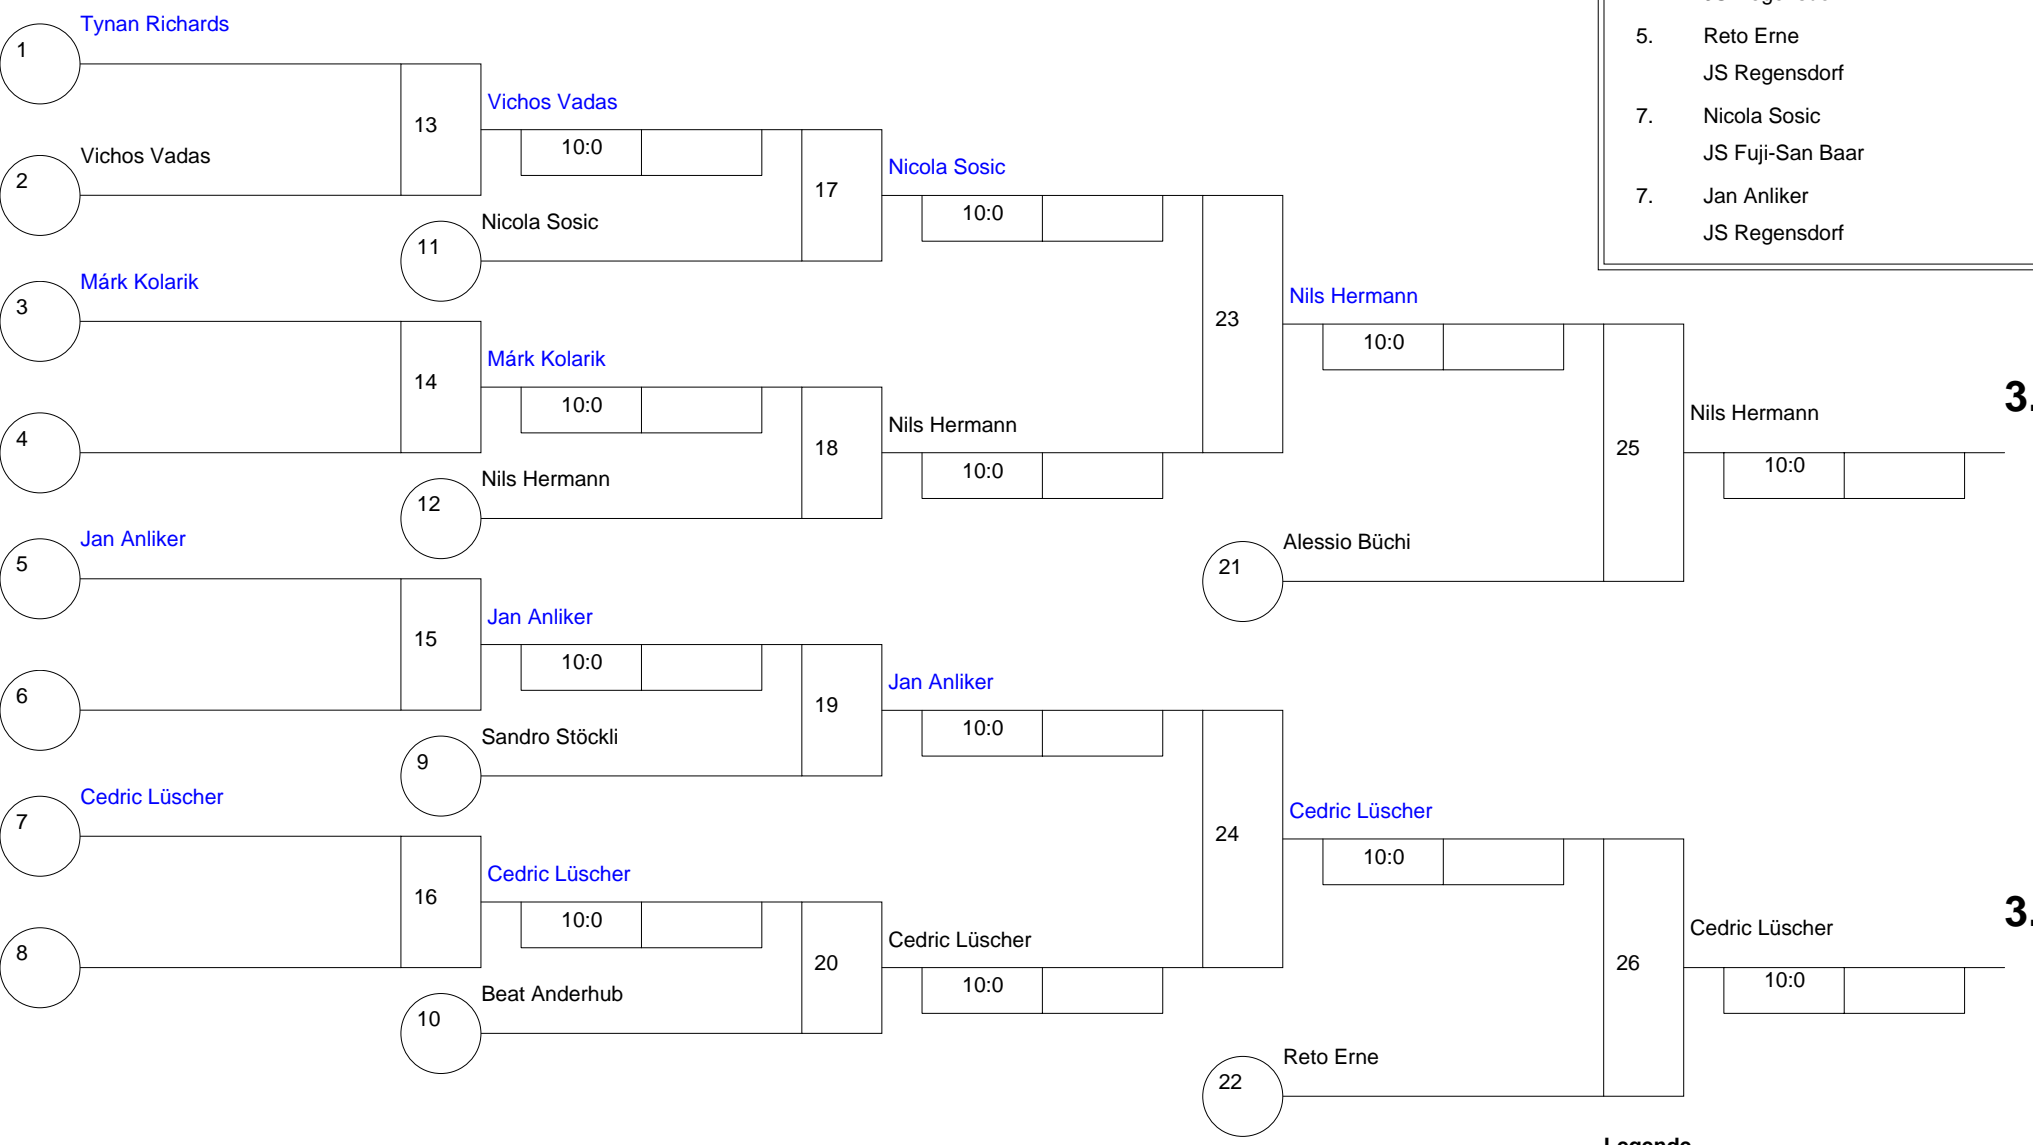 Tynan Richards
1
5. Reto Erne
JS Regensdorf
Vichos Vadas
13
7. Nicola Sosic
10:0
Vichos Vadas
JS Fuji-San Baar
Nicola Sosic
2
17
7. Jan Anliker
10:0
Nicola Sosic
JS Regensdorf
11
Márk Kolarik
Nils Hermann
3
23
10:0
Márk Kolarik
14
3.
10:0
Nils Hermann
Nils Hermann
4
18
25
10:0
10:0
Nils Hermann
12
Jan Anliker
Alessio Büchi
5
21
Jan Anliker
15
10:0
Jan Anliker
6
19
10:0
Sandro Stöckli
9
Cedric Lüscher
Cedric Lüscher
7
24
10:0
Cedric Lüscher
16
3.
10:0
Cedric Lüscher
Cedric Lüscher
8
20
26
10:0
10:0
Beat Anderhub
10
Reto Erne
22
Legende